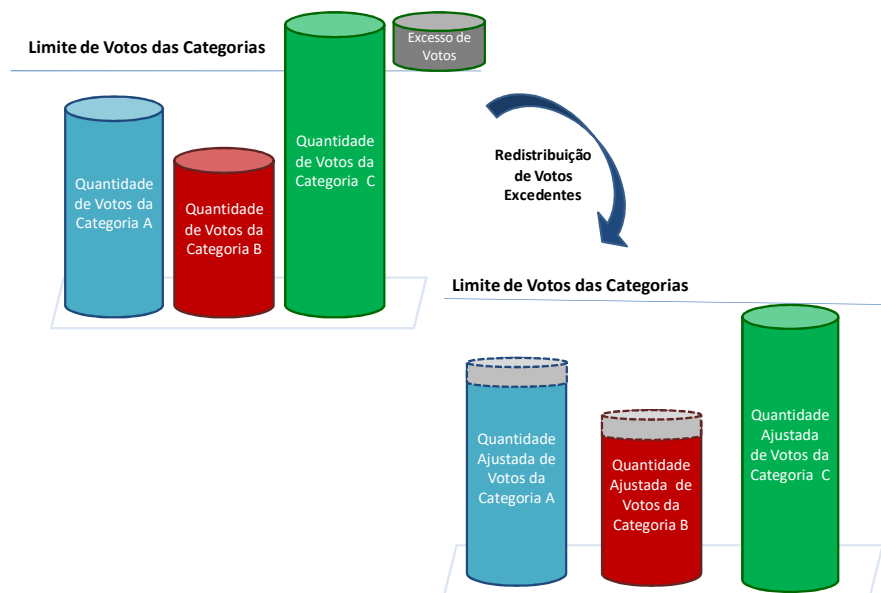 Limite de Votos das Categorias
Excesso de
Votos
Quantidade
de Votos da
Categoria A
Quantidade
de Votos da
Categoria B
Quantidade
de Votos da
Categoria C
Redistribuição
de Votos
Excedentes
Limite de Votos das Categorias
Quantidade
Ajustada de
Votos da
Categoria A
Quantidade
Ajustada de
Votos da
Categoria B
Quantidade
Ajustada
de Votos da
Categoria C